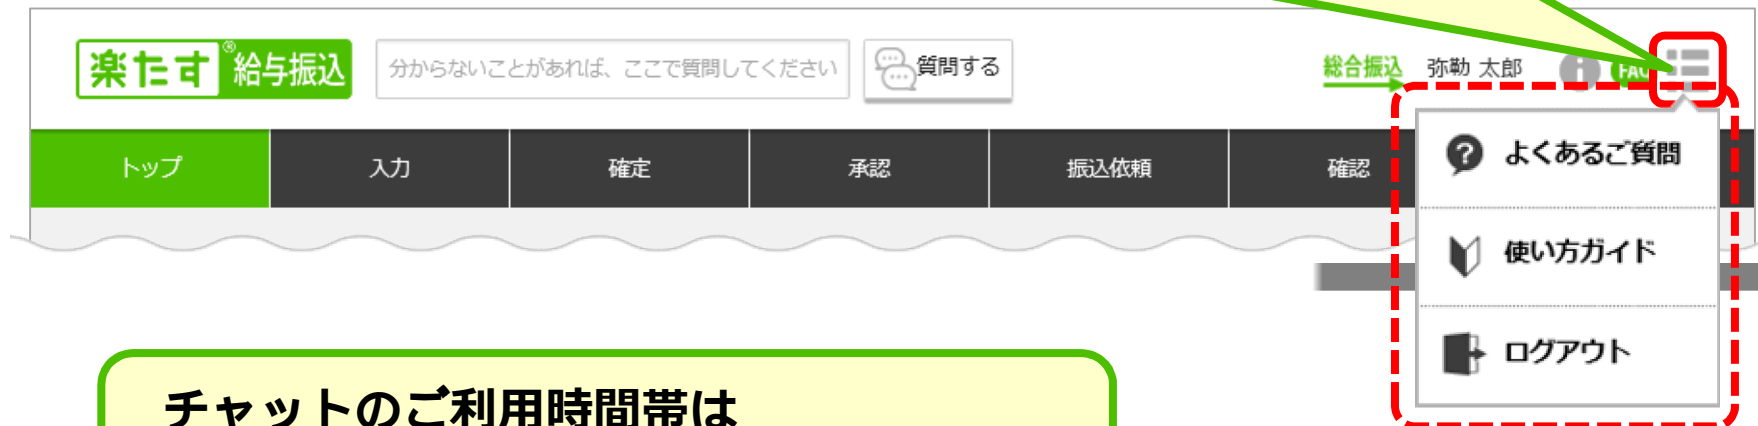 楽たす®給与振込
分からないことがあれば、ここで質問してください
質問する
総合振込
弥勒 太郎
i
FAQ
トップ
入力
確定
承認
振込依頼
確認
よくあるご質問
使い方ガイド
ログアウト
チャットのご利用時間帯は